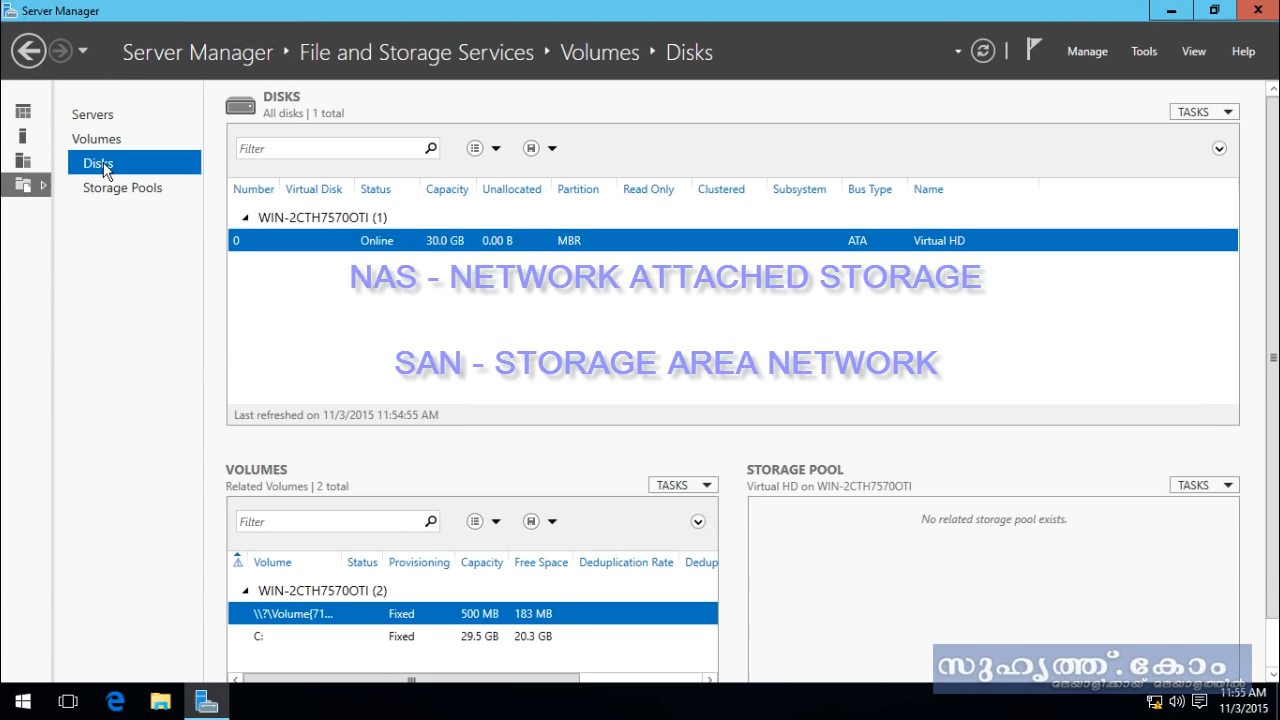 Server Manager
Server Manager ‣ File and Storage Services ‣ Volumes ‣ Disks
Manage Tools View Help
Servers
Volumes
Disks
Storage Pools
DISKS
All disks | 1 total
TASKS
Filter
Number Virtual Disk Status Capacity Unallocated Partition Read Only Clustered Subsystem Bus Type Name
WIN-2CTH7570OTI (1)
0 Online 30.0 GB 0.00 B MBR ATA Virtual HD
NAS - NETWORK ATTACHED STORAGE
SAN - STORAGE AREA NETWORK
Last refreshed on 11/3/2015 11:54:55 AM
VOLUMES
Related Volumes | 2 total
TASKS
Filter
Volume Status Provisioning Capacity Free Space Deduplication Rate Dedup
WIN-2CTH7570OTI (2)
\\?\Volume{71... Fixed 500 MB 183 MB
C: Fixed 29.5 GB 20.3 GB
STORAGE POOL
Virtual HD on WIN-2CTH7570OTI
TASKS
No related storage pool exists.
സുഹൃത്ത്.കോം
മലയാളിക്കായ് മലയാളത്തിൽ
11:55 AM
11/3/2015